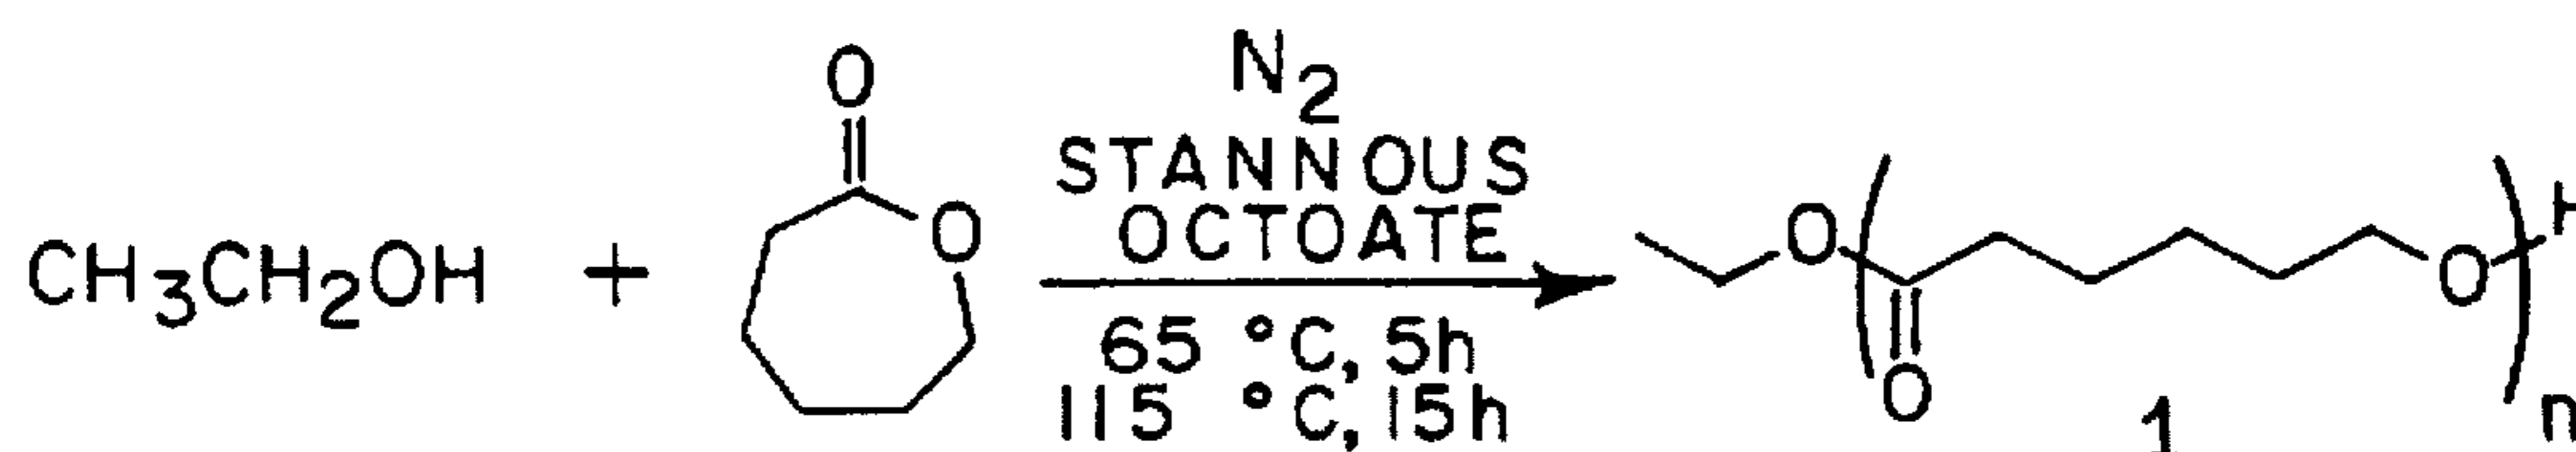 CH3CH2OH + O O
N2
STANNOUS
OCTOATE
65 °C, 5h
115 °C, 15h
O O O H
n
1